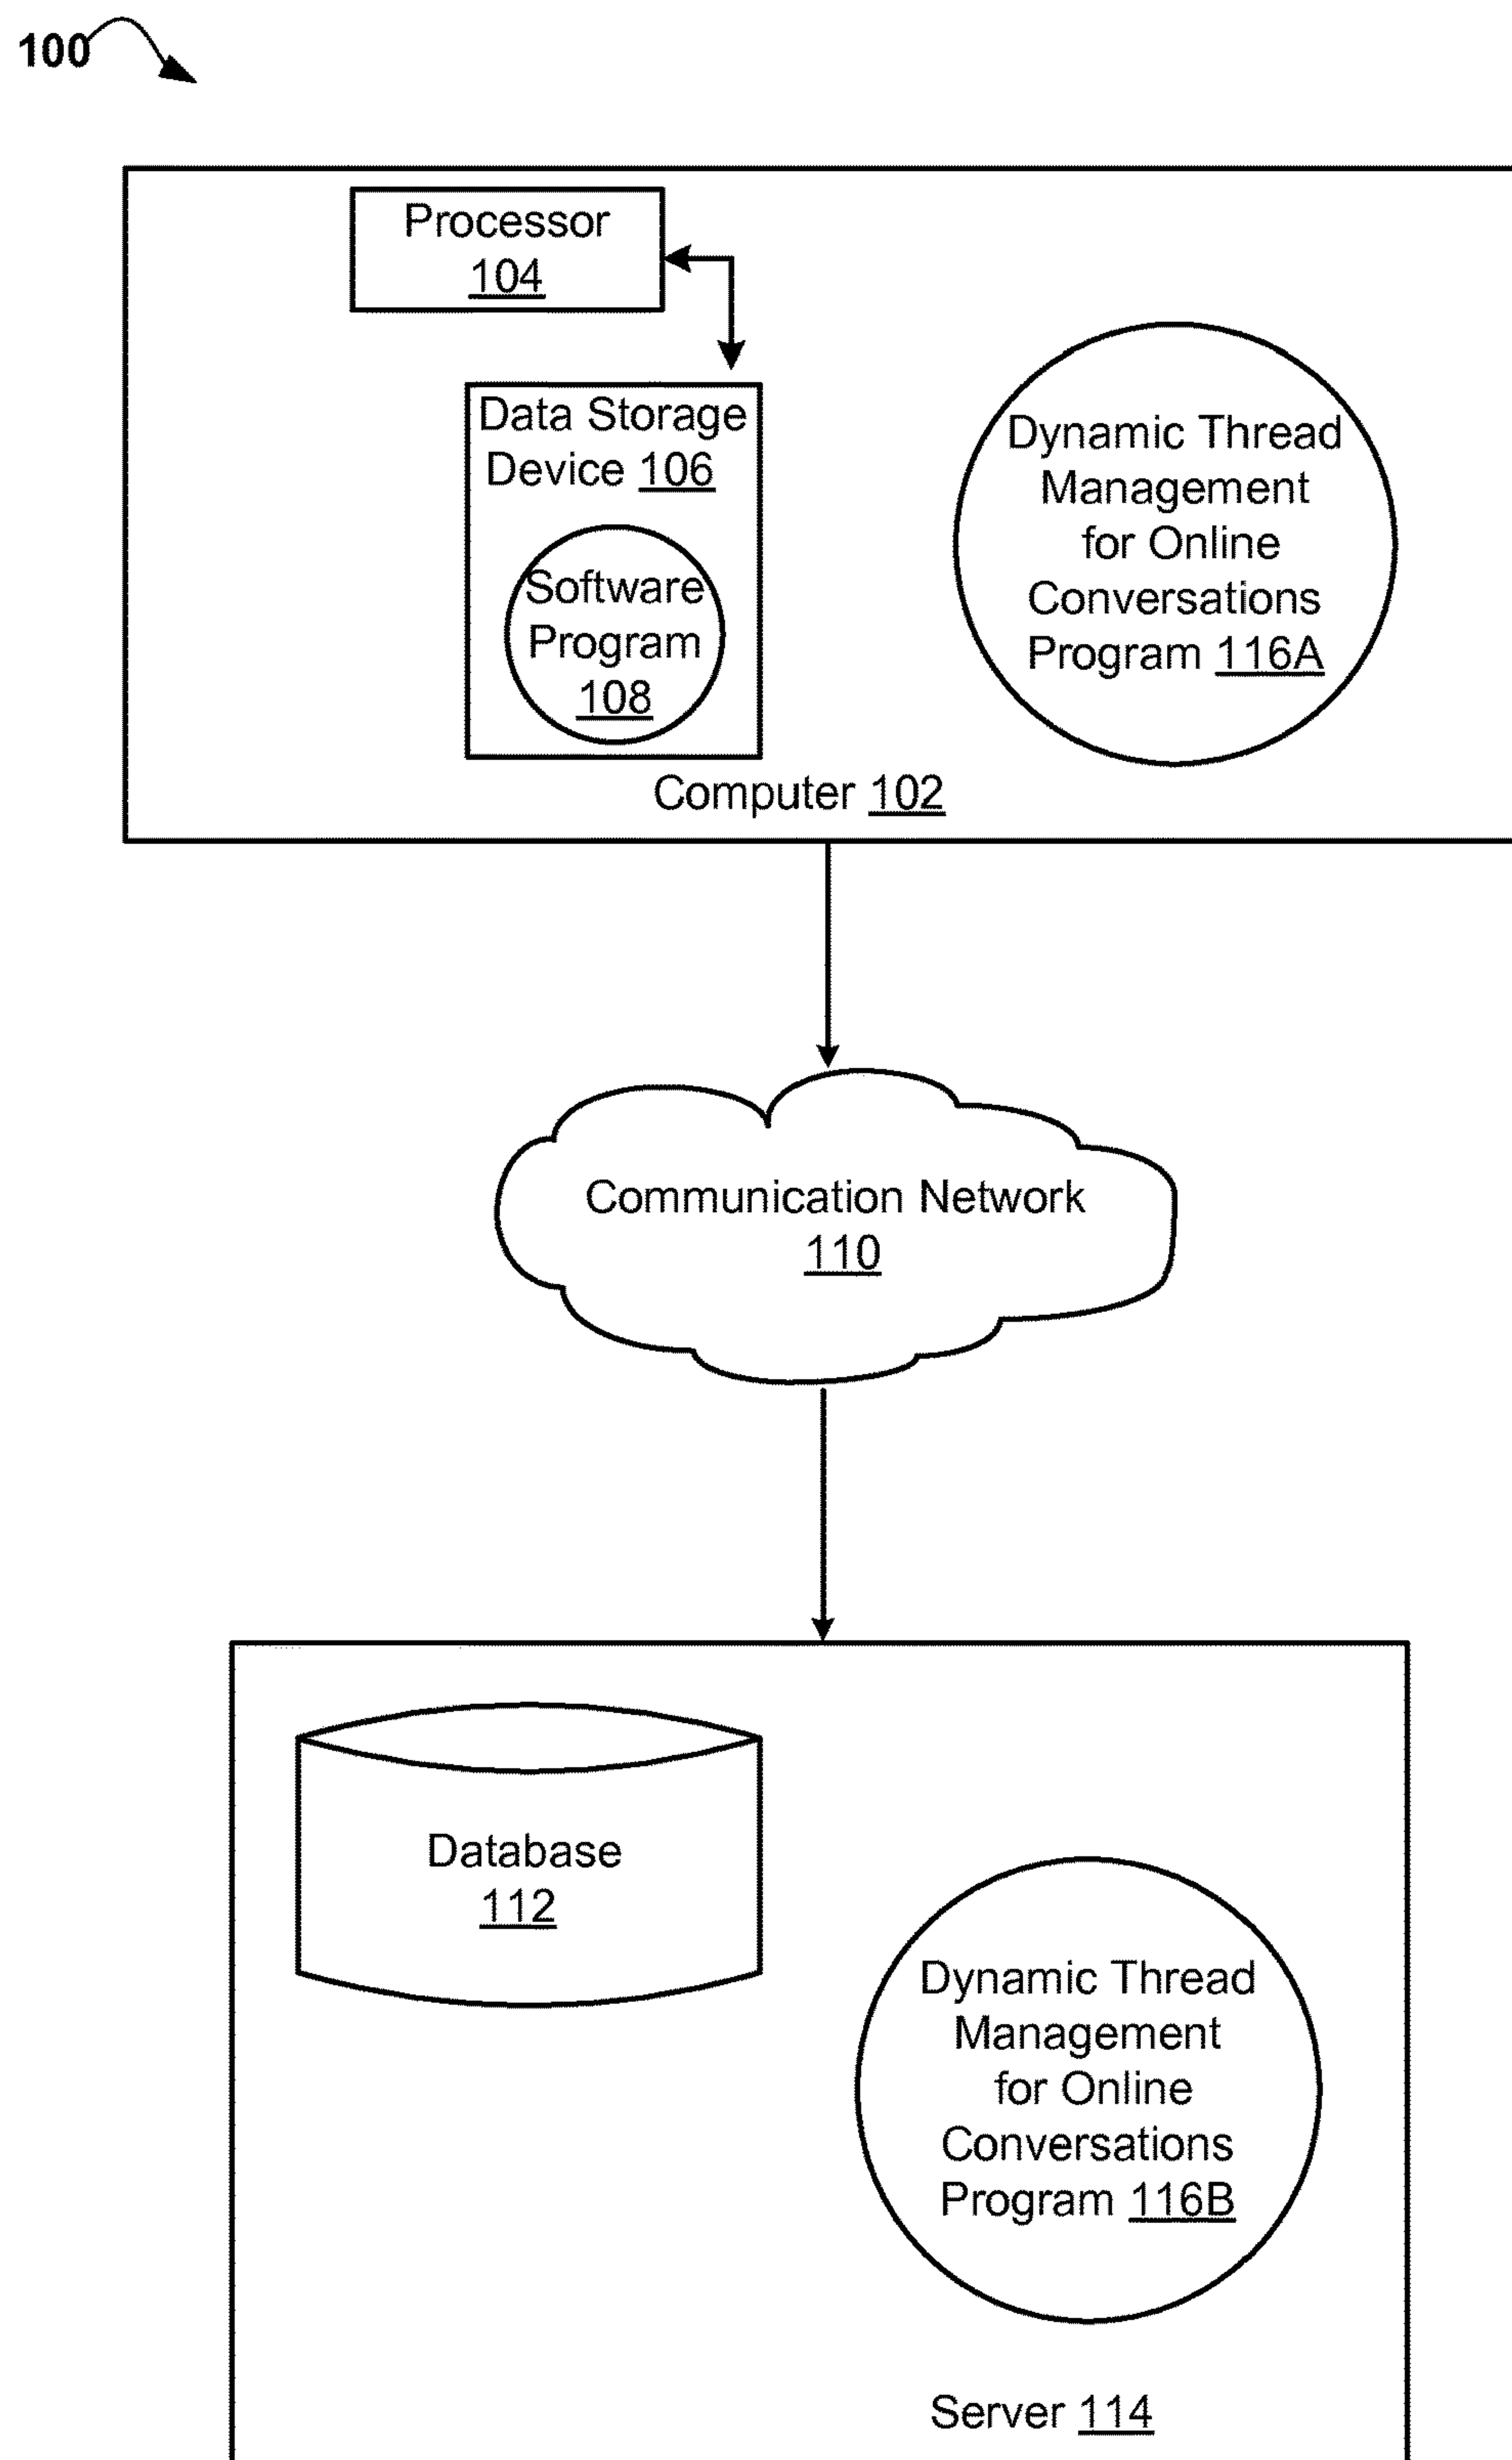 100
Processor
104
Data Storage
Device 106
Software
Program
108
Dynamic Thread
Management
for Online
Conversations
Program 116A
Computer 102
Communication Network
110
Database
112
Dynamic Thread
Management
for Online
Conversations
Program 116B
Server 114